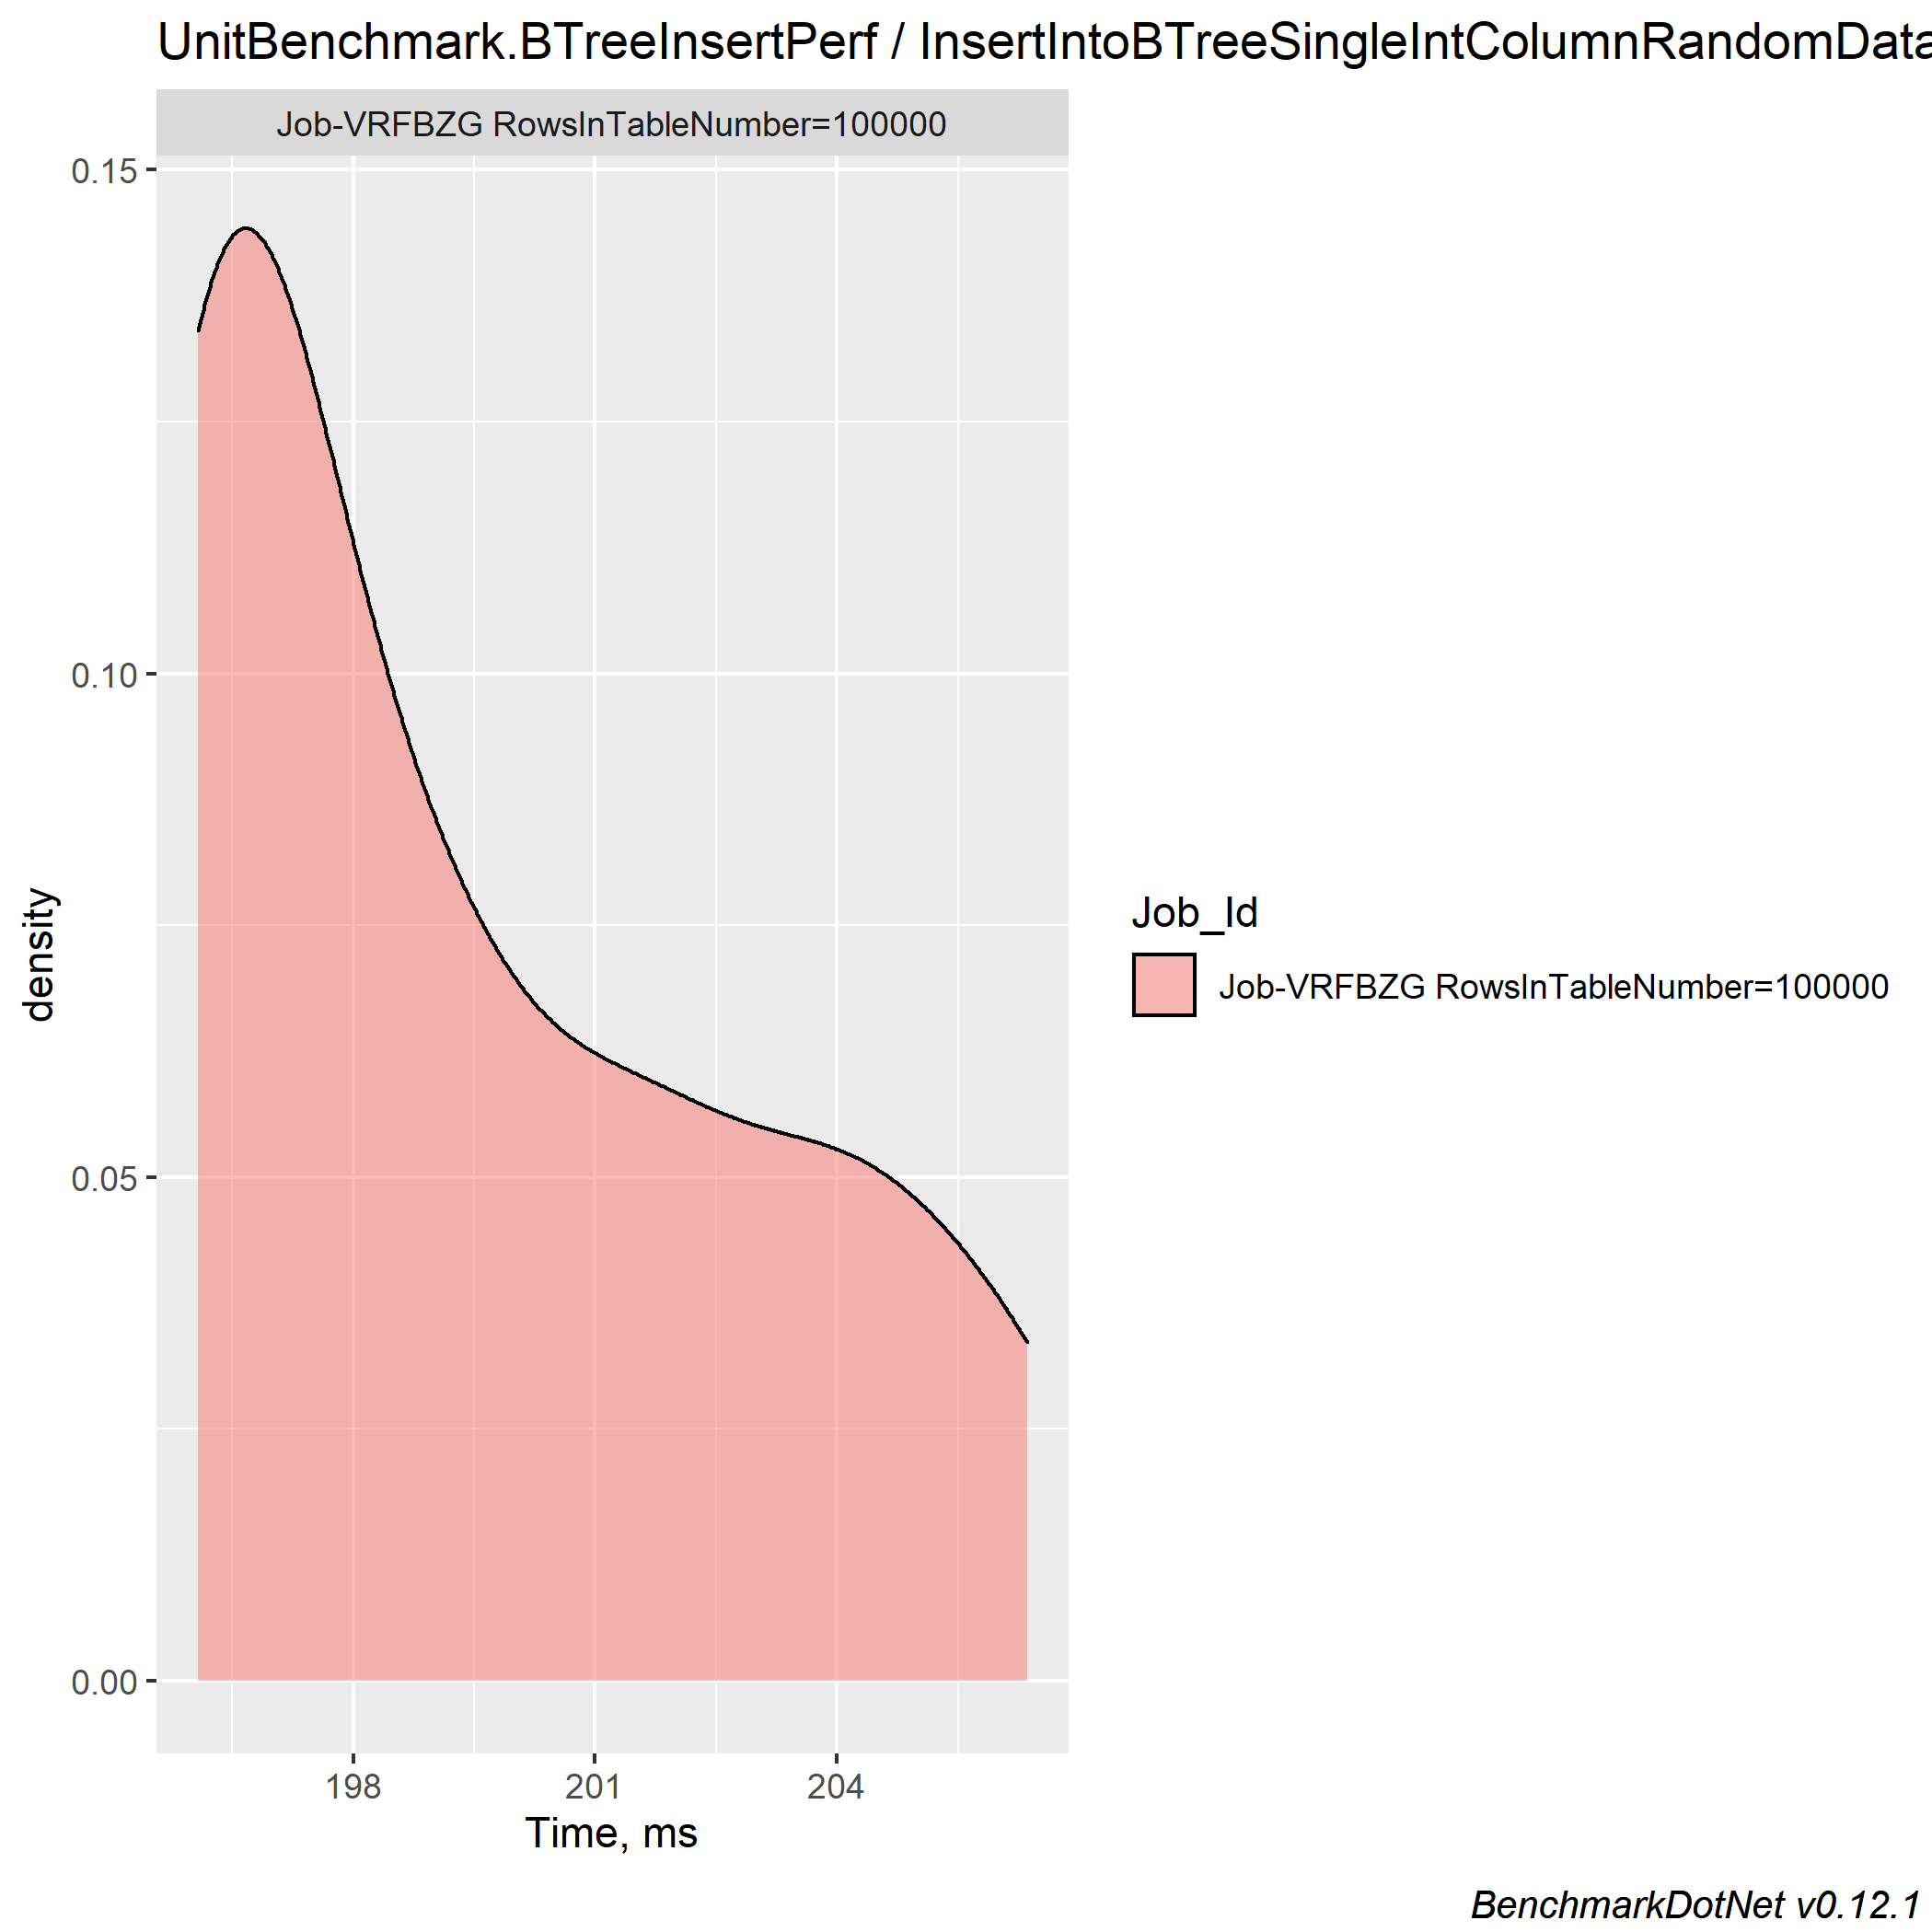 UnitBenchmark.BTreeInsertPerf / InsertIntoBTreeSingleIntColumnRandomData
Job-VRFBZG RowsInTableNumber=100000
0.15
0.10
0.05
0.00
density
198 201 204
Time, ms
Job_Id
Job-VRFBZG RowsInTableNumber=100000
BenchmarkDotNet v0.12.1